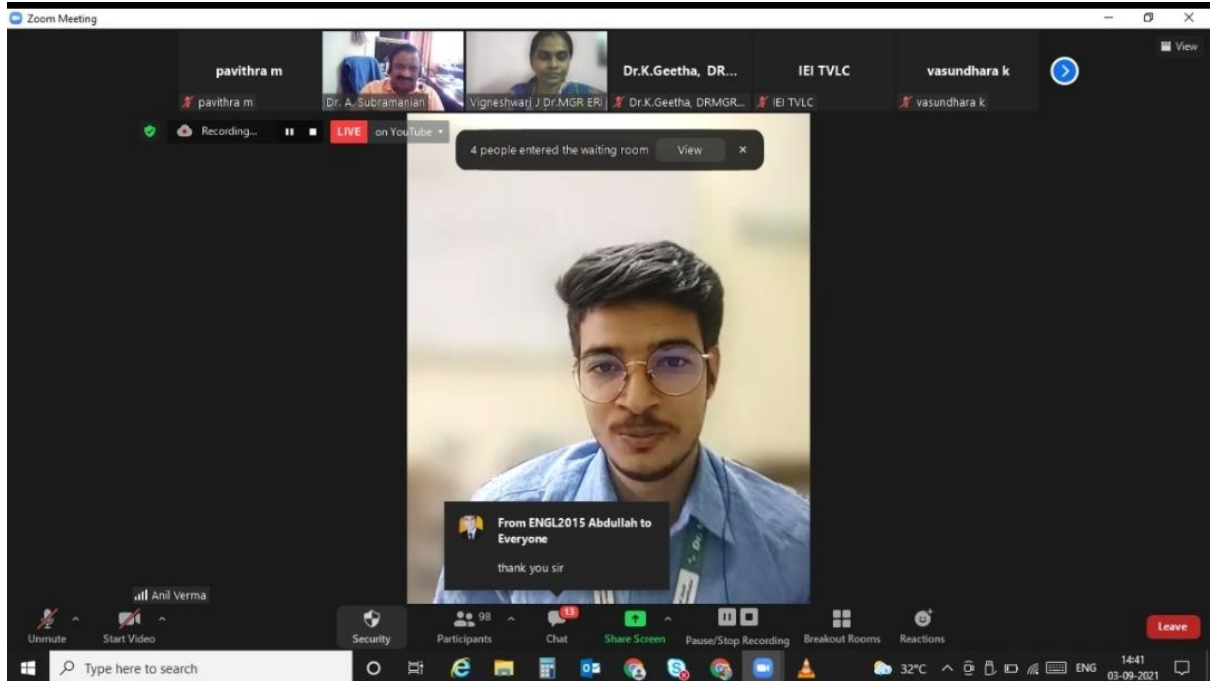 Zoom Meeting
View
pavithra m
Dr.K.Geetha, DR...
IEI TVLC
vasundhara k
pavithra m
Dr. A. Subramanian
Vigneshwari J Dr.MGR ERI
Dr.K.Geetha, DRMGR...
IEI TVLC
vasundhara k
Recording...
LIVE on YouTube
4 people entered the waiting room View
From ENGL2015 Abdullah to
Everyone
thank you sir
Anil Verma
98
13
Unmute
Start Video
Security
Participants
Chat
Share Screen
Pause/Stop Recording
Breakout Rooms
Reactions
Leave
Type here to search
32°C
ENG
14:41
03-09-2021